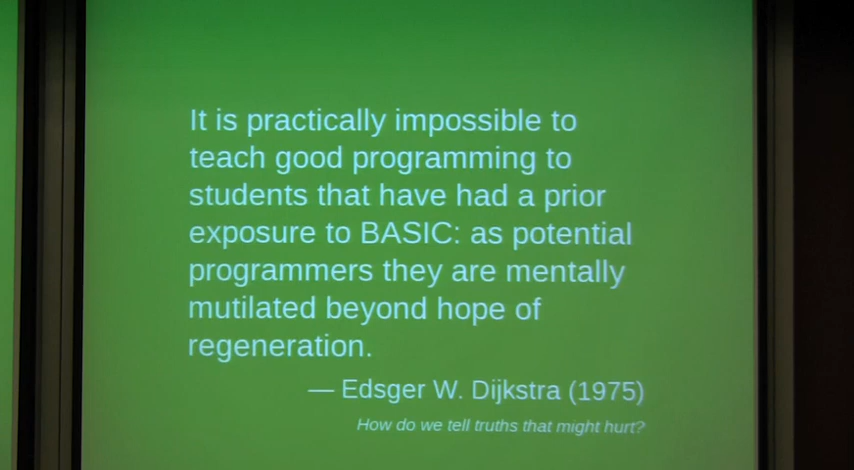 It is practically impossible to
teach good programming to
students that have had a prior
exposure to BASIC: as potential
programmers they are mentally
mutilated beyond hope of
regeneration.
— Edsger W. Dijkstra (1975)
How do we tell truths that might hurt?